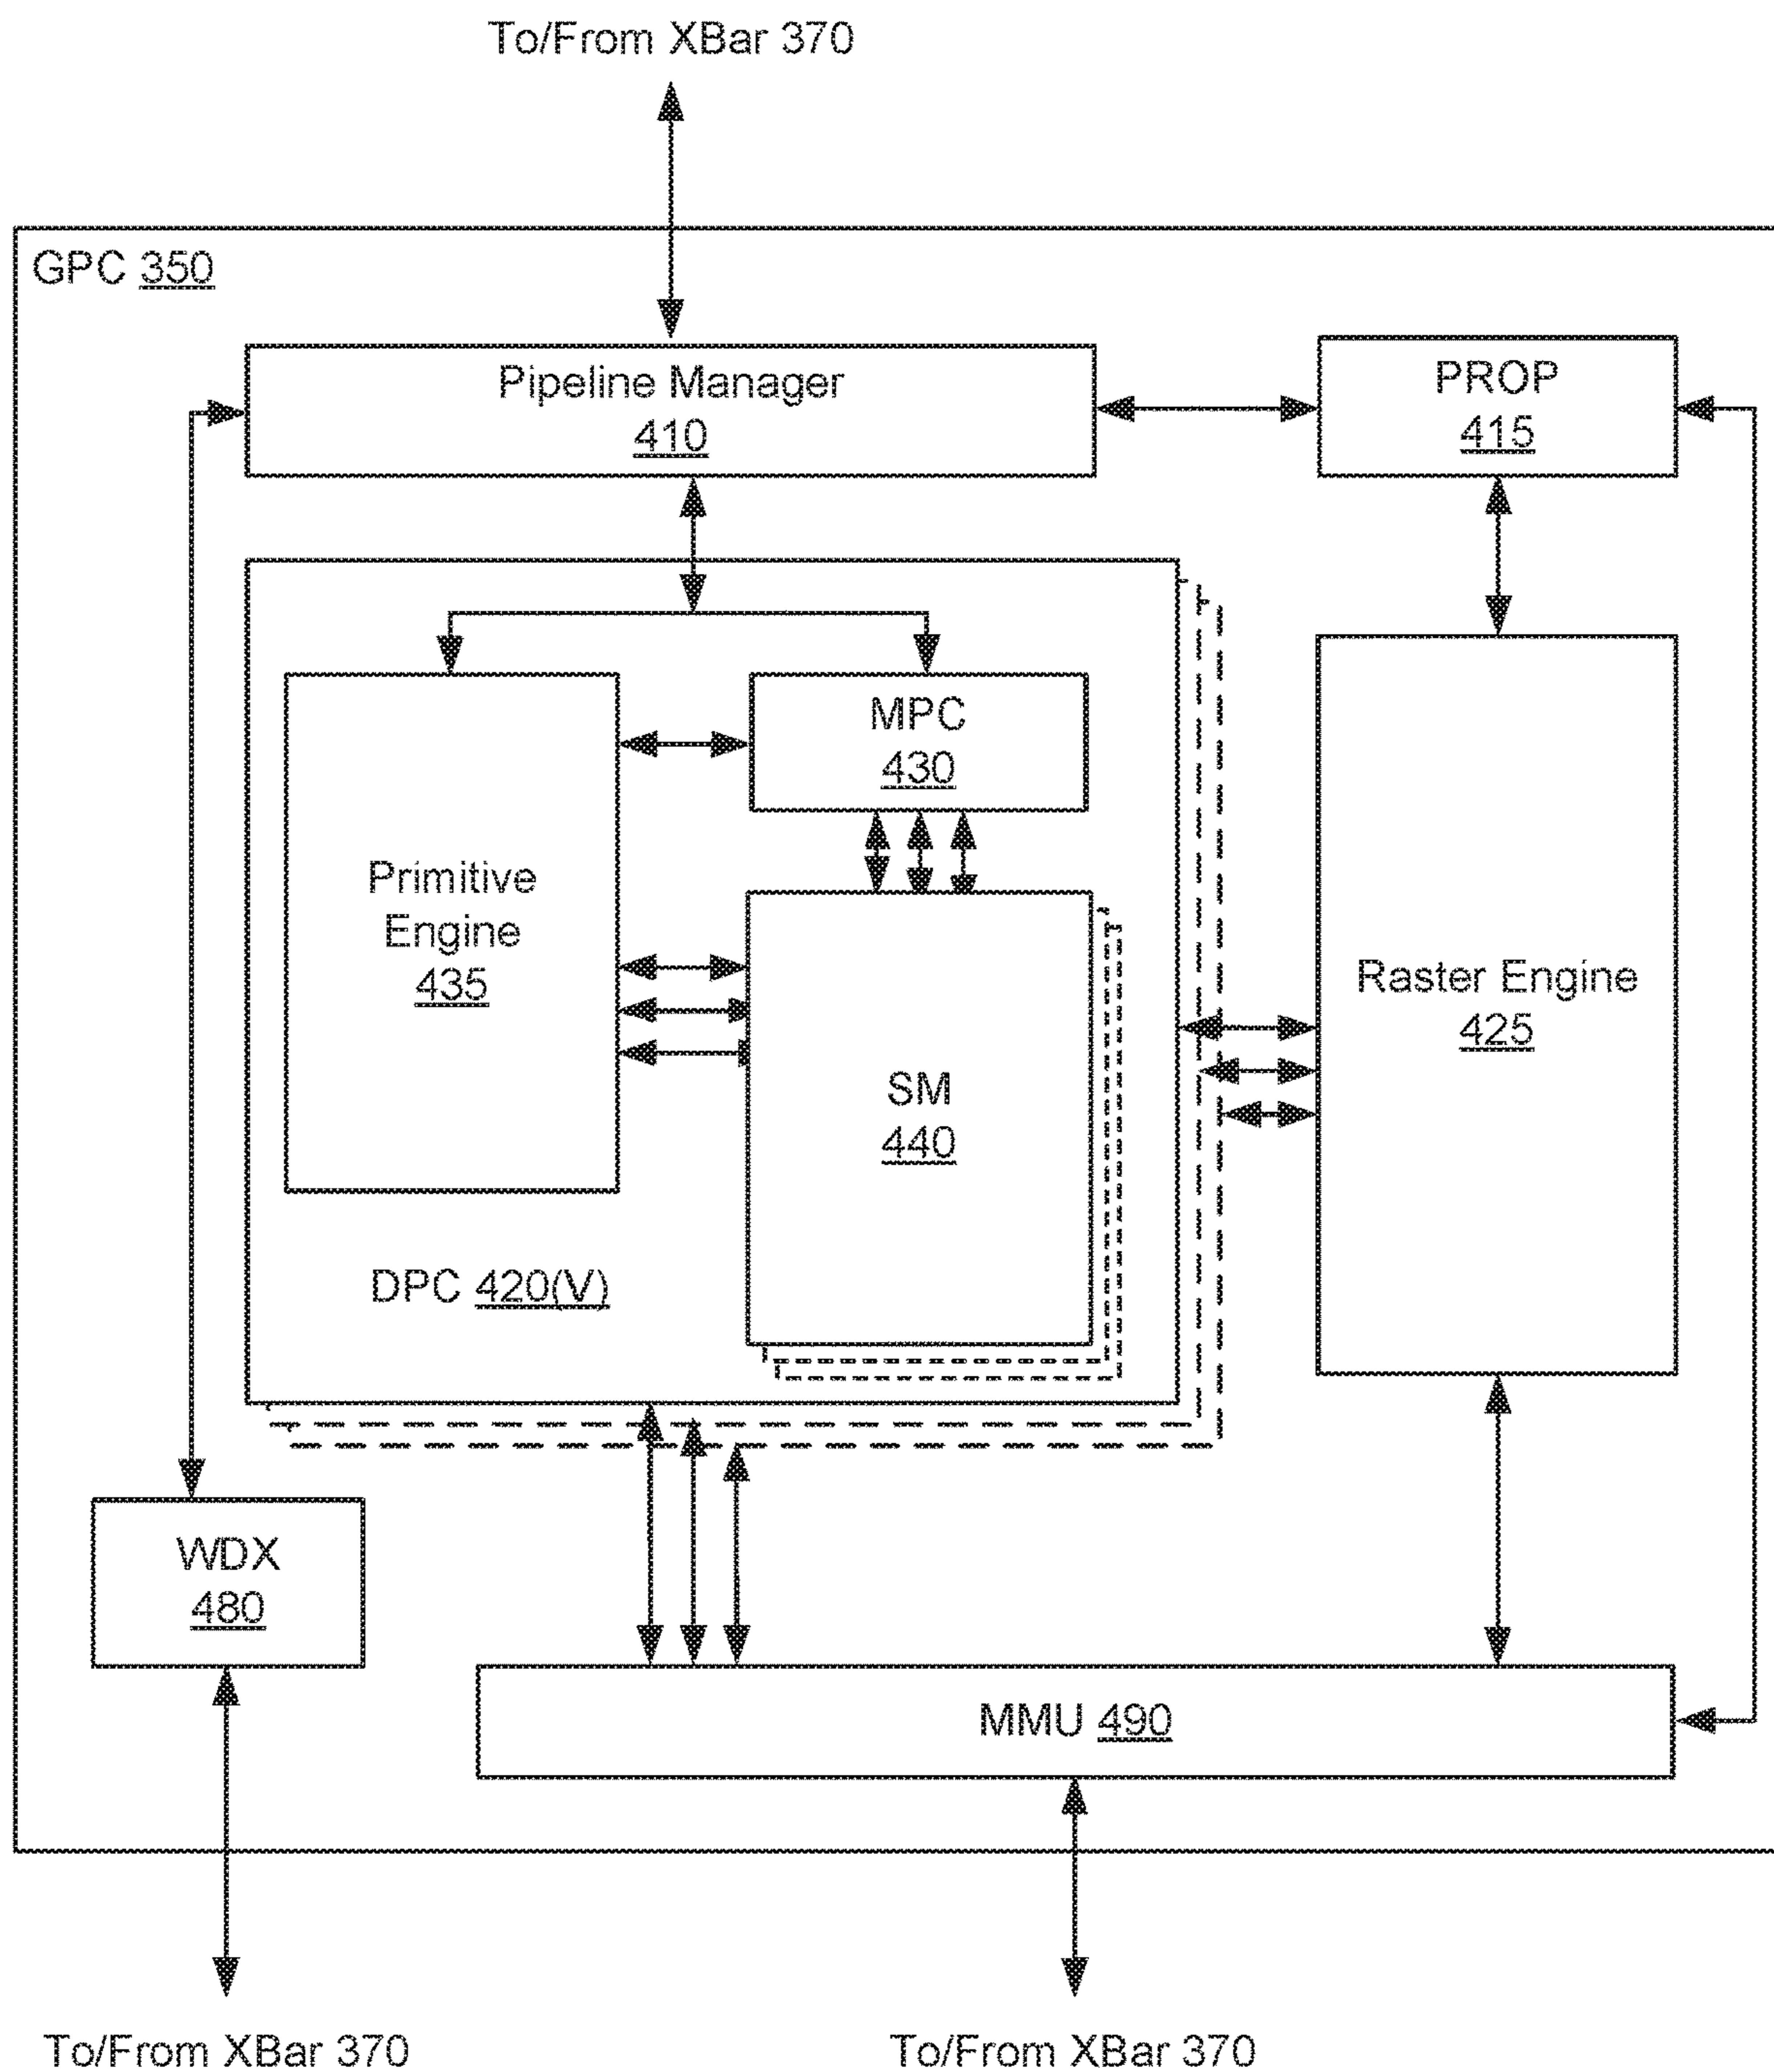 To/From XBar 370
GPC 350
Pipeline Manager
410
PROP
415
MPC
430
Primitive
Engine
435
Raster Engine
425
SM
440
DPC 420(V)
WDX
480
MMU 490
To/From XBar 370
To/From XBar 370